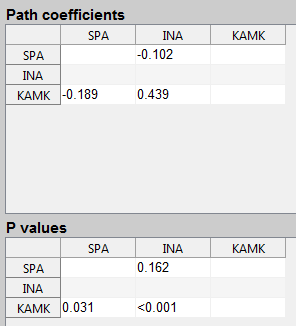 Path coefficients
SPA INA KAMK
SPA -0.102
INA
KAMK -0.189 0.439
P values
SPA INA KAMK
SPA 0.162
INA
KAMK 0.031 <0.001